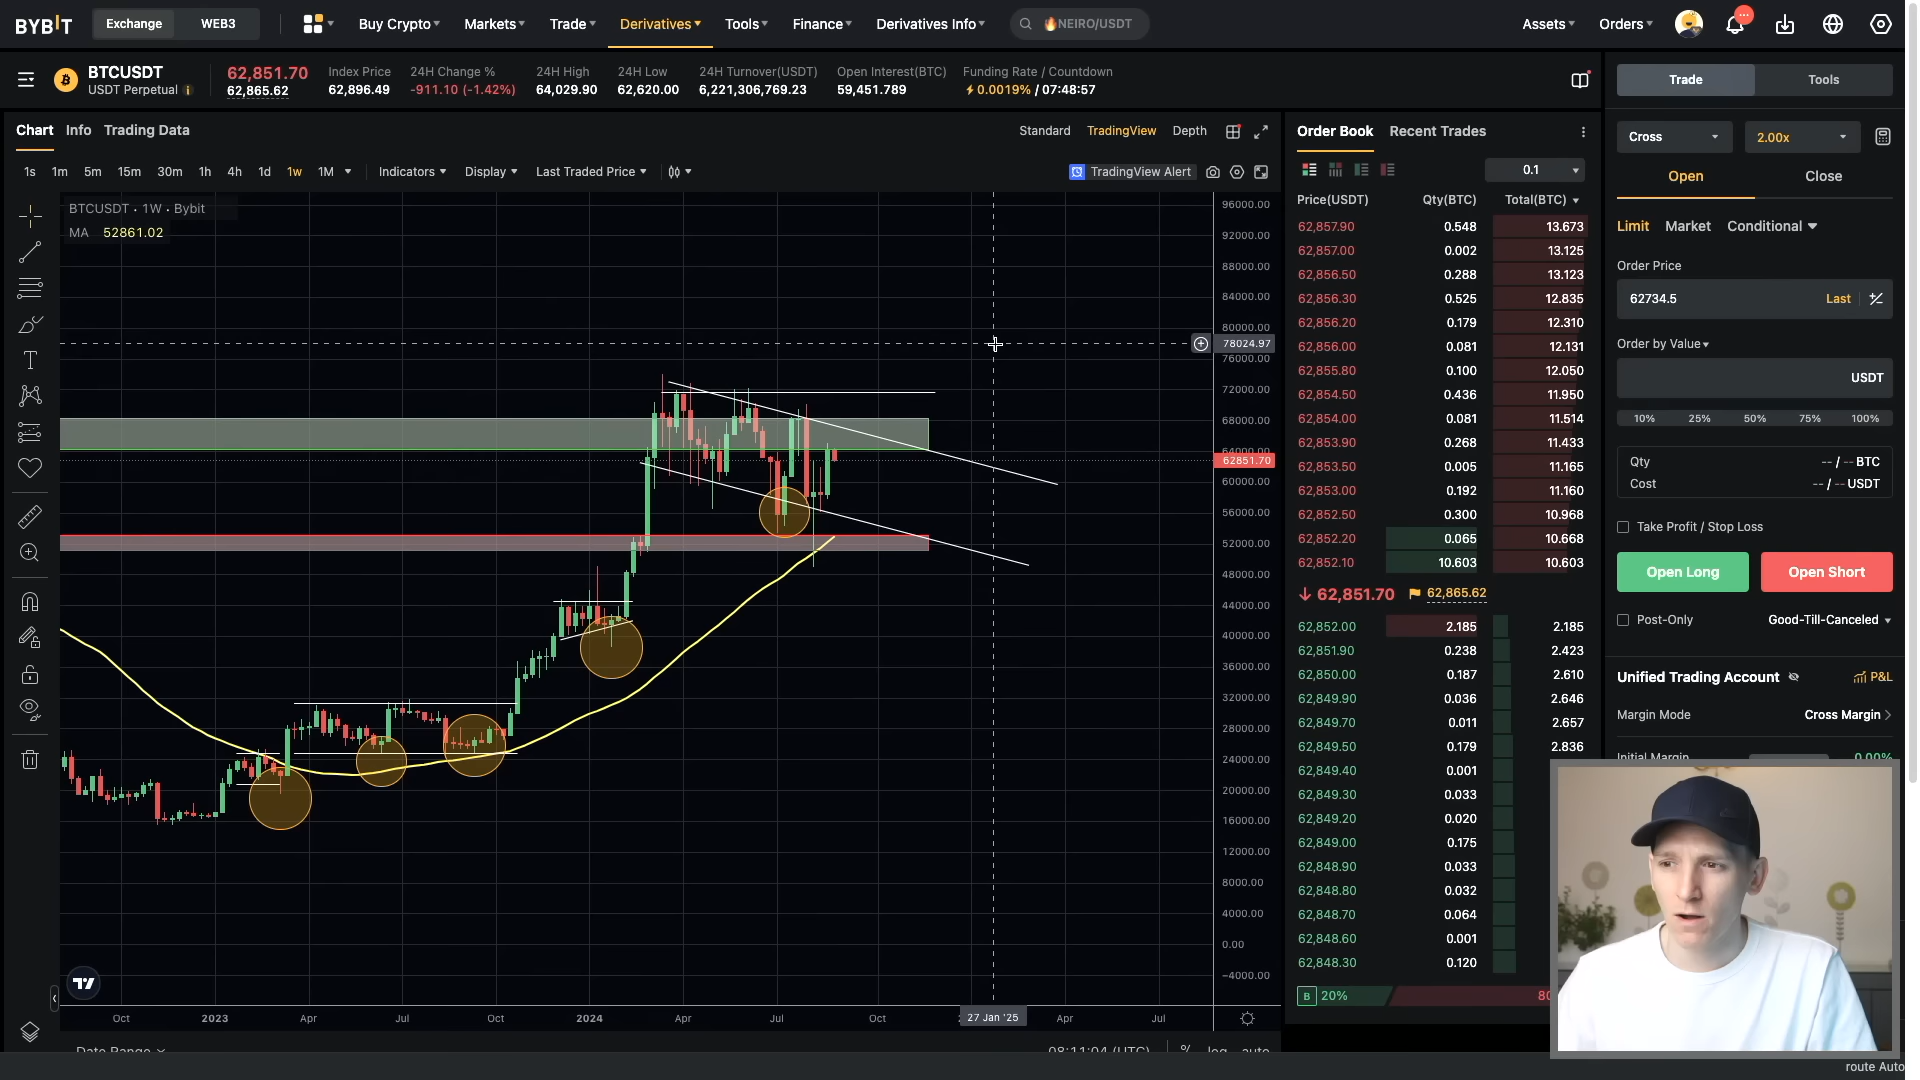 BYBIT Exchange WEB3 Buy Crypto Markets Trade Derivatives Tools Finance Derivatives Info 🔥NEIRO/USDT Assets Orders
BTCUSDT
USDT Perpetual
62,851.70
62,865.62
Index Price
62,896.49
24H Change %
-911.10 (-1.42%)
24H High
64,029.90
24H Low
62,620.00
24H Turnover(USDT)
6,221,306,769.23
Open Interest(BTC)
59,451.789
Funding Rate / Countdown
0.0019% / 07:48:57
Chart Info Trading Data
Standard TradingView Depth
1s 1m 5m 15m 30m 1h 4h 1d 1w 1M Indicators Display Last Traded Price
TradingView Alert
BTCUSDT · 1W · Bybit
MA 52861.02
96000.00
92000.00
88000.00
84000.00
80000.00
78024.97
76000.00
72000.00
68000.00
64000.00
62851.70
60000.00
56000.00
52000.00
48000.00
44000.00
40000.00
36000.00
32000.00
28000.00
24000.00
20000.00
16000.00
12000.00
8000.00
4000.00
0.00
−4000.00
Oct 2023 Apr Jul Oct 2024 Apr Jul Oct 27 Jan '25 Apr Jul
Date Range
08:11:04 (UTC) % log auto
Order Book Recent Trades
0.1
Price(USDT) Qty(BTC) Total(BTC)
62,857.90 0.548 13.673
62,857.00 0.002 13.125
62,856.50 0.288 13.123
62,856.30 0.525 12.835
62,856.20 0.179 12.310
62,856.00 0.081 12.131
62,855.80 0.100 12.050
62,854.50 0.436 11.950
62,854.00 0.081 11.514
62,853.90 0.268 11.433
62,853.50 0.005 11.165
62,853.00 0.192 11.160
62,852.50 0.300 10.968
62,852.20 0.065 10.668
62,852.10 10.603 10.603
62,851.70 62,865.62
62,852.00 2.185 2.185
62,851.90 0.238 2.423
62,850.00 0.187 2.610
62,849.90 0.036 2.646
62,849.70 0.011 2.657
62,849.50 0.179 2.836
62,849.40 0.001
62,849.30 0.033
62,849.20 0.020
62,849.00 0.175
62,848.90 0.033
62,848.80 0.032
62,848.70 0.064
62,848.60 0.001
62,848.30 0.120
B 20% 80
Trade Tools
Cross 2.00x
Open Close
Limit Market Conditional
Order Price
62734.5 Last
Order by Value
USDT
10% 25% 50% 75% 100%
Qty -- / -- BTC
Cost -- / -- USDT
Take Profit / Stop Loss
Open Long Open Short
Post-Only Good-Till-Canceled
Unified Trading Account P&L
Margin Mode Cross Margin
Initial Margin 0.00%
route Auto